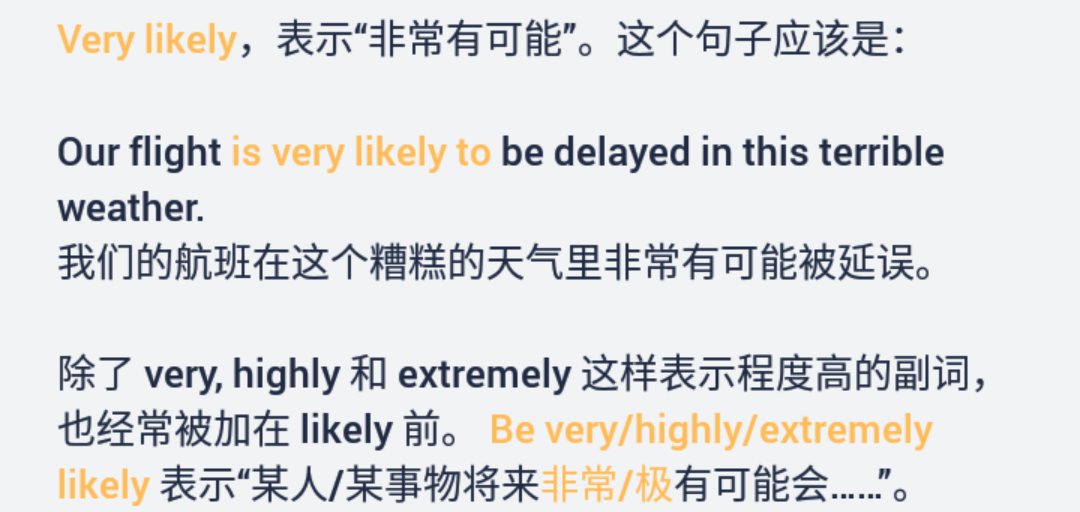 Very likely，表示“非常有可能”。这个句子应该是：
Our flight is very likely to be delayed in this terrible
weather.
我们的航班在这个糟糕的天气里非常有可能被延误。
除了 very, highly 和 extremely 这样表示程度高的副词，
也经常被加在 likely 前。 Be very/highly/extremely
likely 表示“某人/某事物将来非常/极有可能会……”。